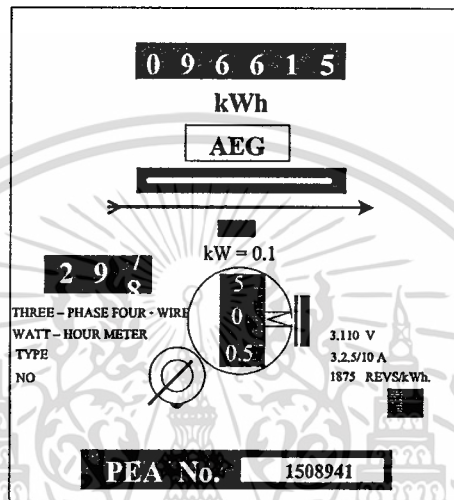 0 9 6 6 1 5
kWh
AEG
kW = 0.1
2 9 7/8
5
0
0.5
THREE – PHASE FOUR - WIRE
WATT – HOUR METER
TYPE
NO
3,110 V
3,2,5/10 A
1875 REVS/kWh.
PEA No. 1508941